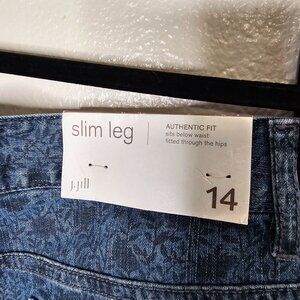 slim leg
AUTHENTIC FIT
sits below waist
fitted through the hips
J.Jill
14